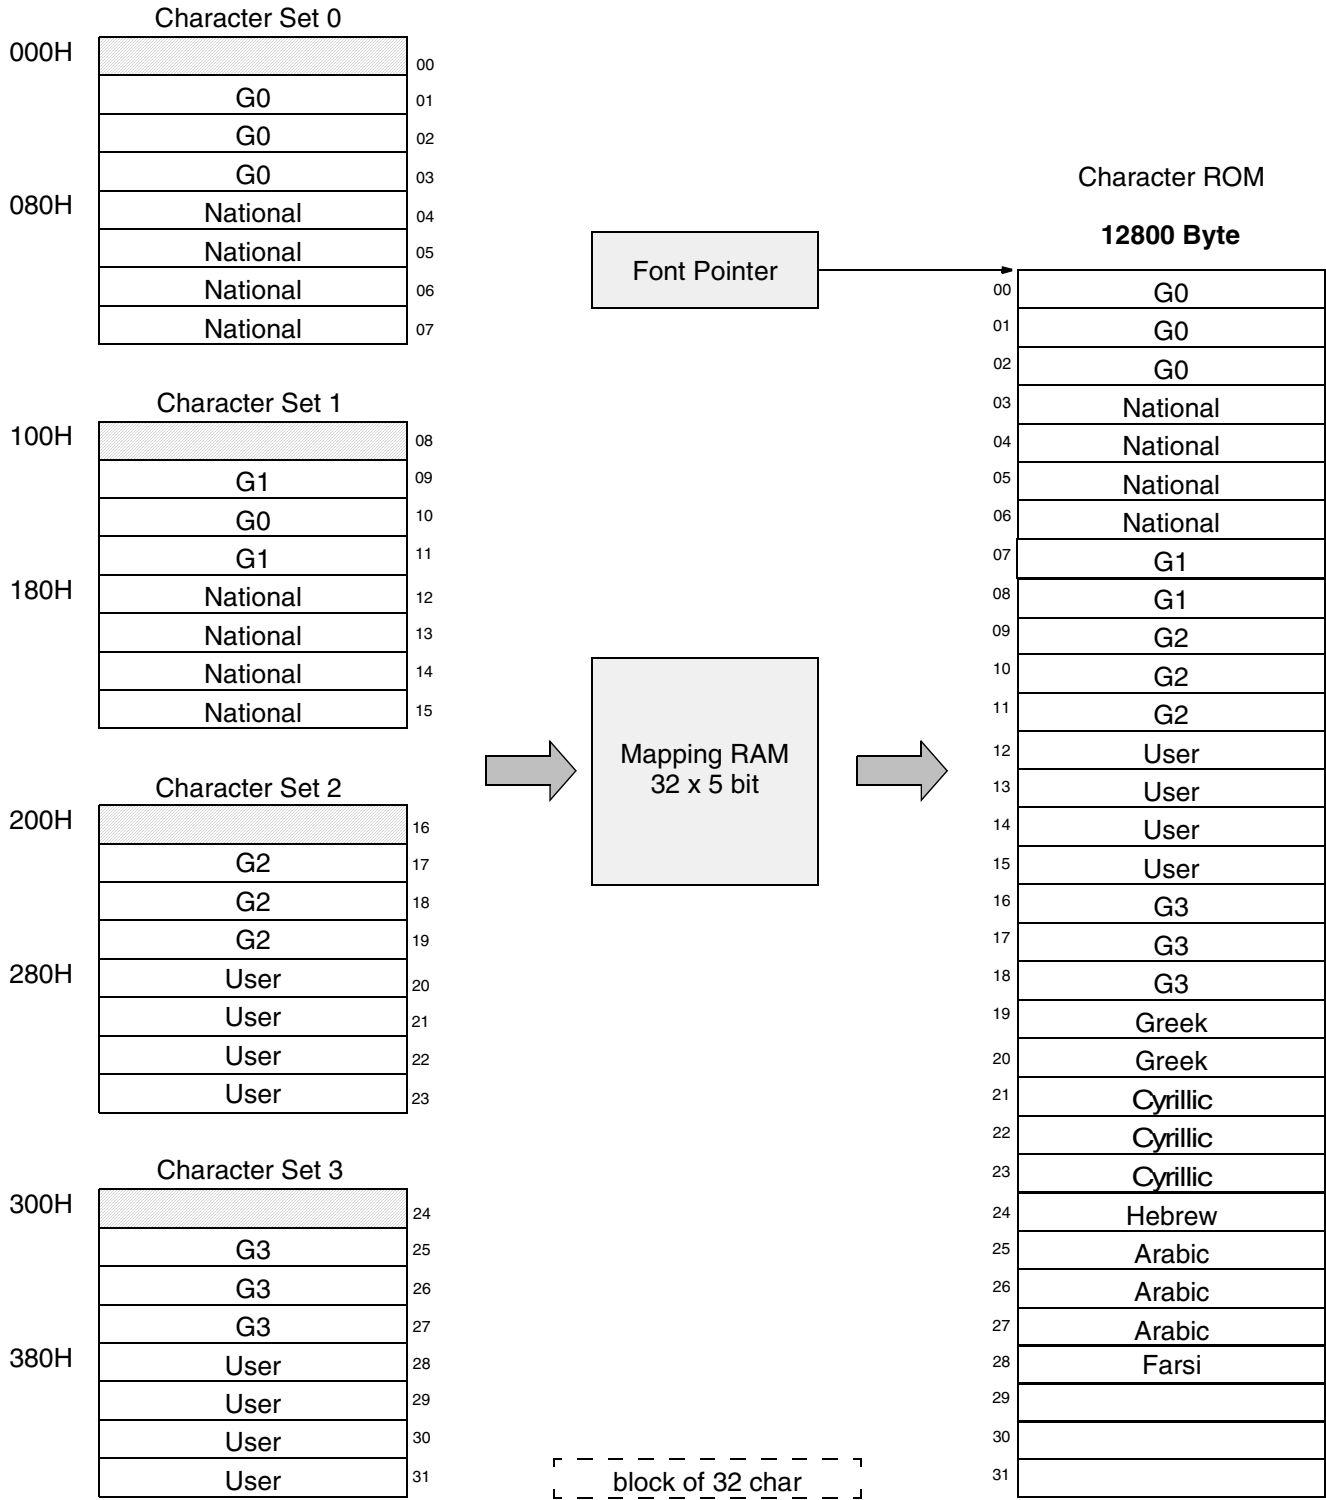 Character Set 0
000H
00
G0 01
G0 02
G0 03
080H National 04
National 05
National 06
National 07
Character Set 1
100H 08
G1 09
G0 10
G1 11
180H National 12
National 13
National 14
National 15
Character Set 2
200H 16
G2 17
G2 18
G2 19
280H User 20
User 21
User 22
User 23
Character Set 3
300H 24
G3 25
G3 26
G3 27
380H User 28
User 29
User 30
User 31
Font Pointer
Mapping RAM
32 x 5 bit
block of 32 char
Character ROM
12800 Byte
00 G0
01 G0
02 G0
03 National
04 National
05 National
06 National
07 G1
08 G1
09 G2
10 G2
11 G2
12 User
13 User
14 User
15 User
16 G3
17 G3
18 G3
19 Greek
20 Greek
21 Cyrillic
22 Cyrillic
23 Cyrillic
24 Hebrew
25 Arabic
26 Arabic
27 Arabic
28 Farsi
29
30
31